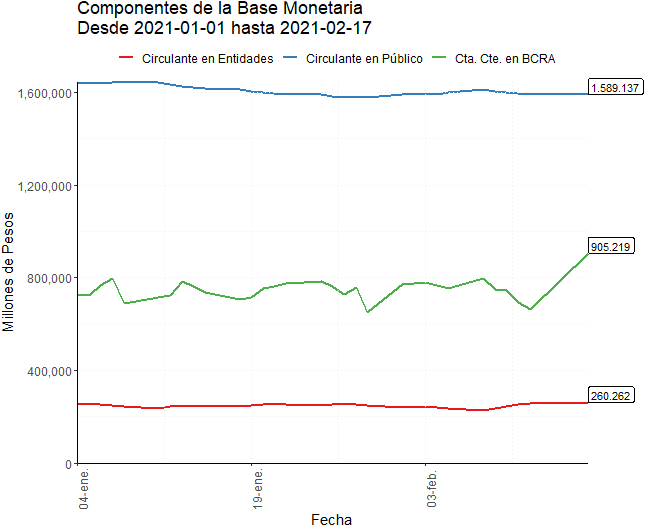 Componentes de la Base Monetaria
Desde 2021-01-01 hasta 2021-02-17
Circulante en Entidades
Circulante en Público
Cta. Cte. en BCRA
Millones de Pesos
1,600,000
1,200,000
800,000
400,000
0
1.589.137
905.219
260.262
04-ene.
19-ene.
03-feb.
Fecha